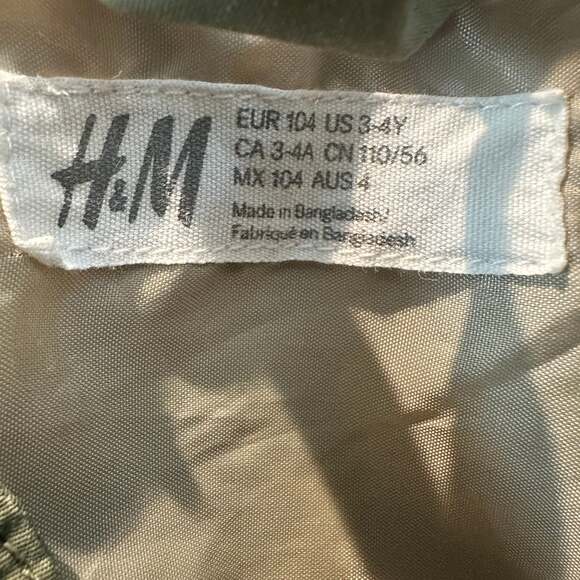 H&M
EUR 104 US 3-4Y
CA 3-4A CN 110/56
MX 104 AUS 4
Made in Bangladesh/
Fabriqué en Bangladesh